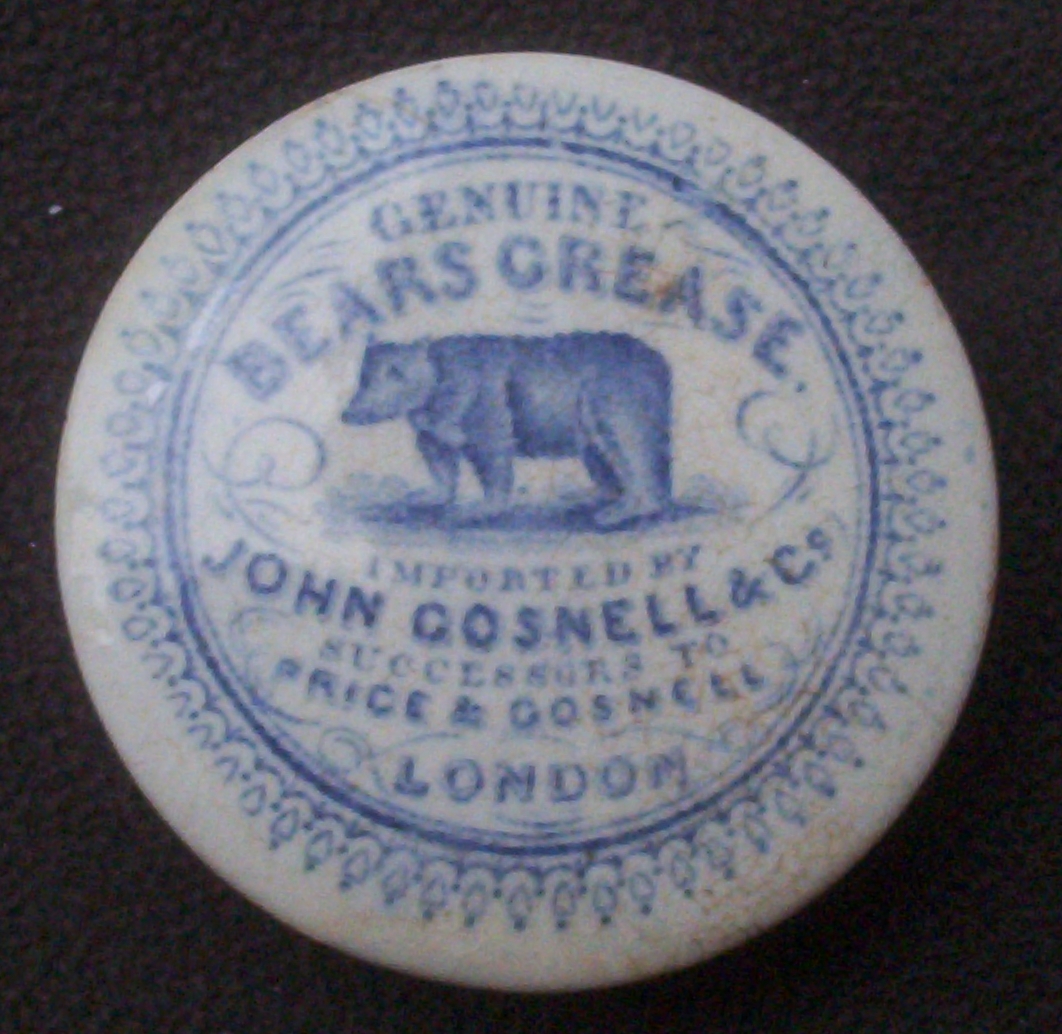 GENUINE
BEARS GREASE.
IMPORTED BY
JOHN GOSNELL & Co
SUCCESSORS TO
PRICE & GOSNELL
LONDON